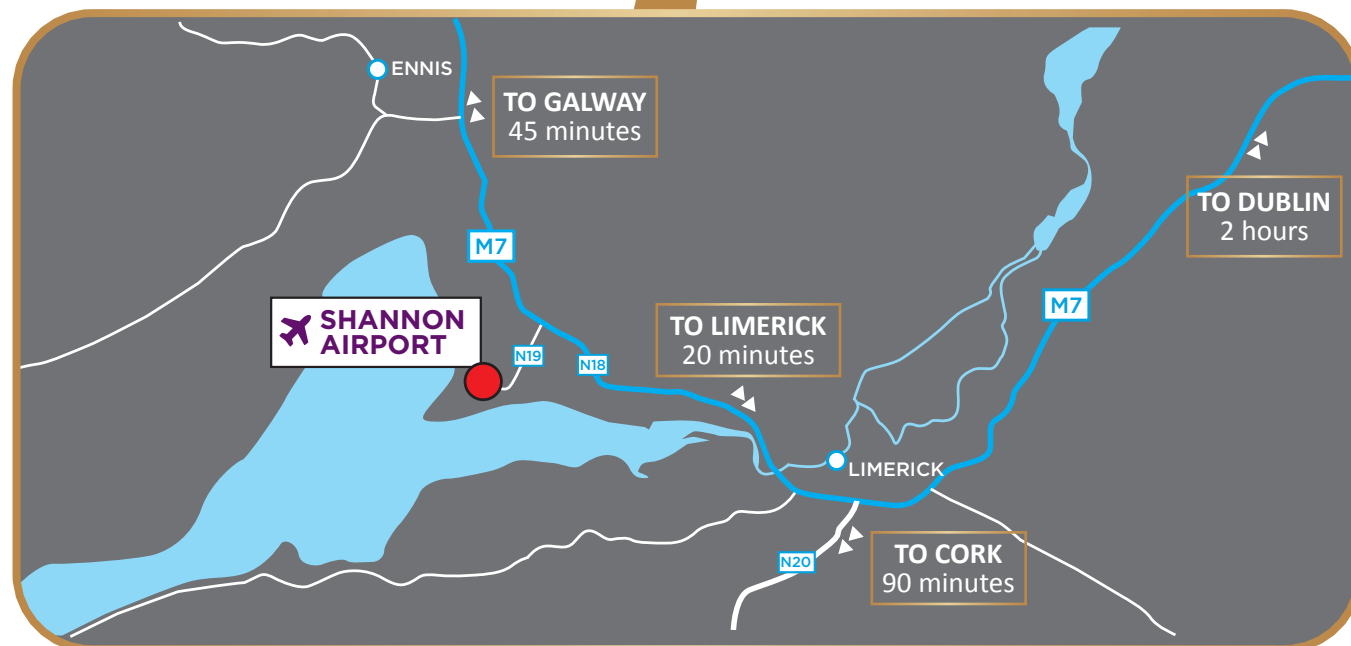 ENNIS
TO GALWAY
45 minutes
TO DUBLIN
2 hours
M7
M7
SHANNON
AIRPORT
TO LIMERICK
20 minutes
N19
N18
LIMERICK
TO CORK
90 minutes
N20